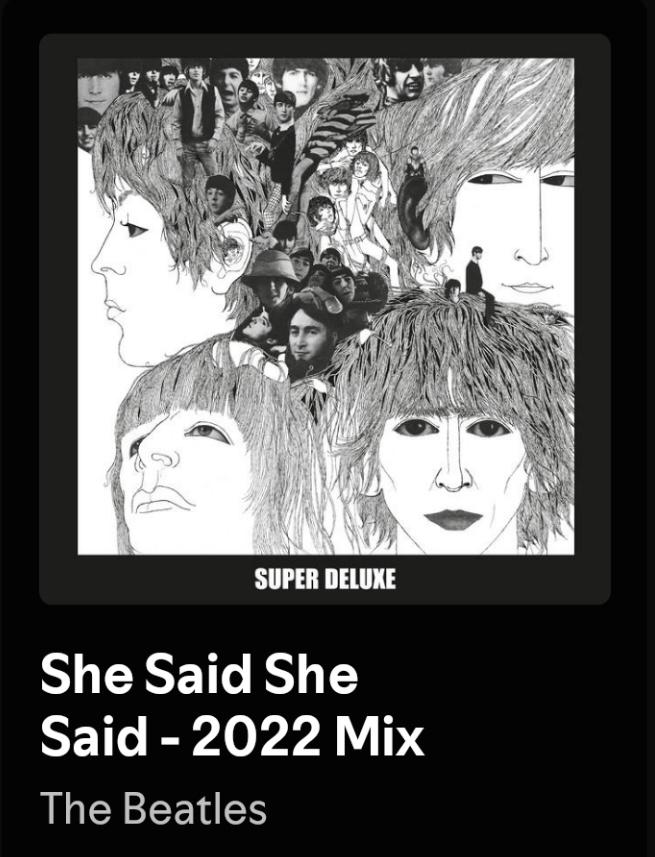 SUPER DELUXE
She Said She
Said - 2022 Mix
The Beatles